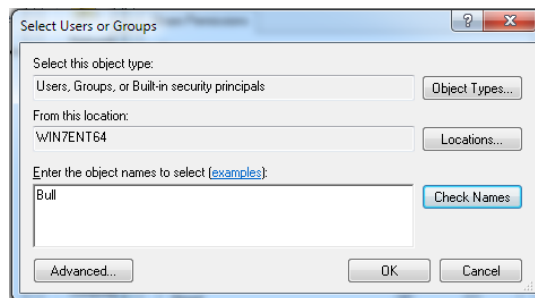 Select Users or Groups
Select this object type:
Users, Groups, or Built-in security principals
Object Types...
From this location:
WIN7ENT64
Locations...
Enter the object names to select (examples):
Bull
Check Names
Advanced...
OK
Cancel